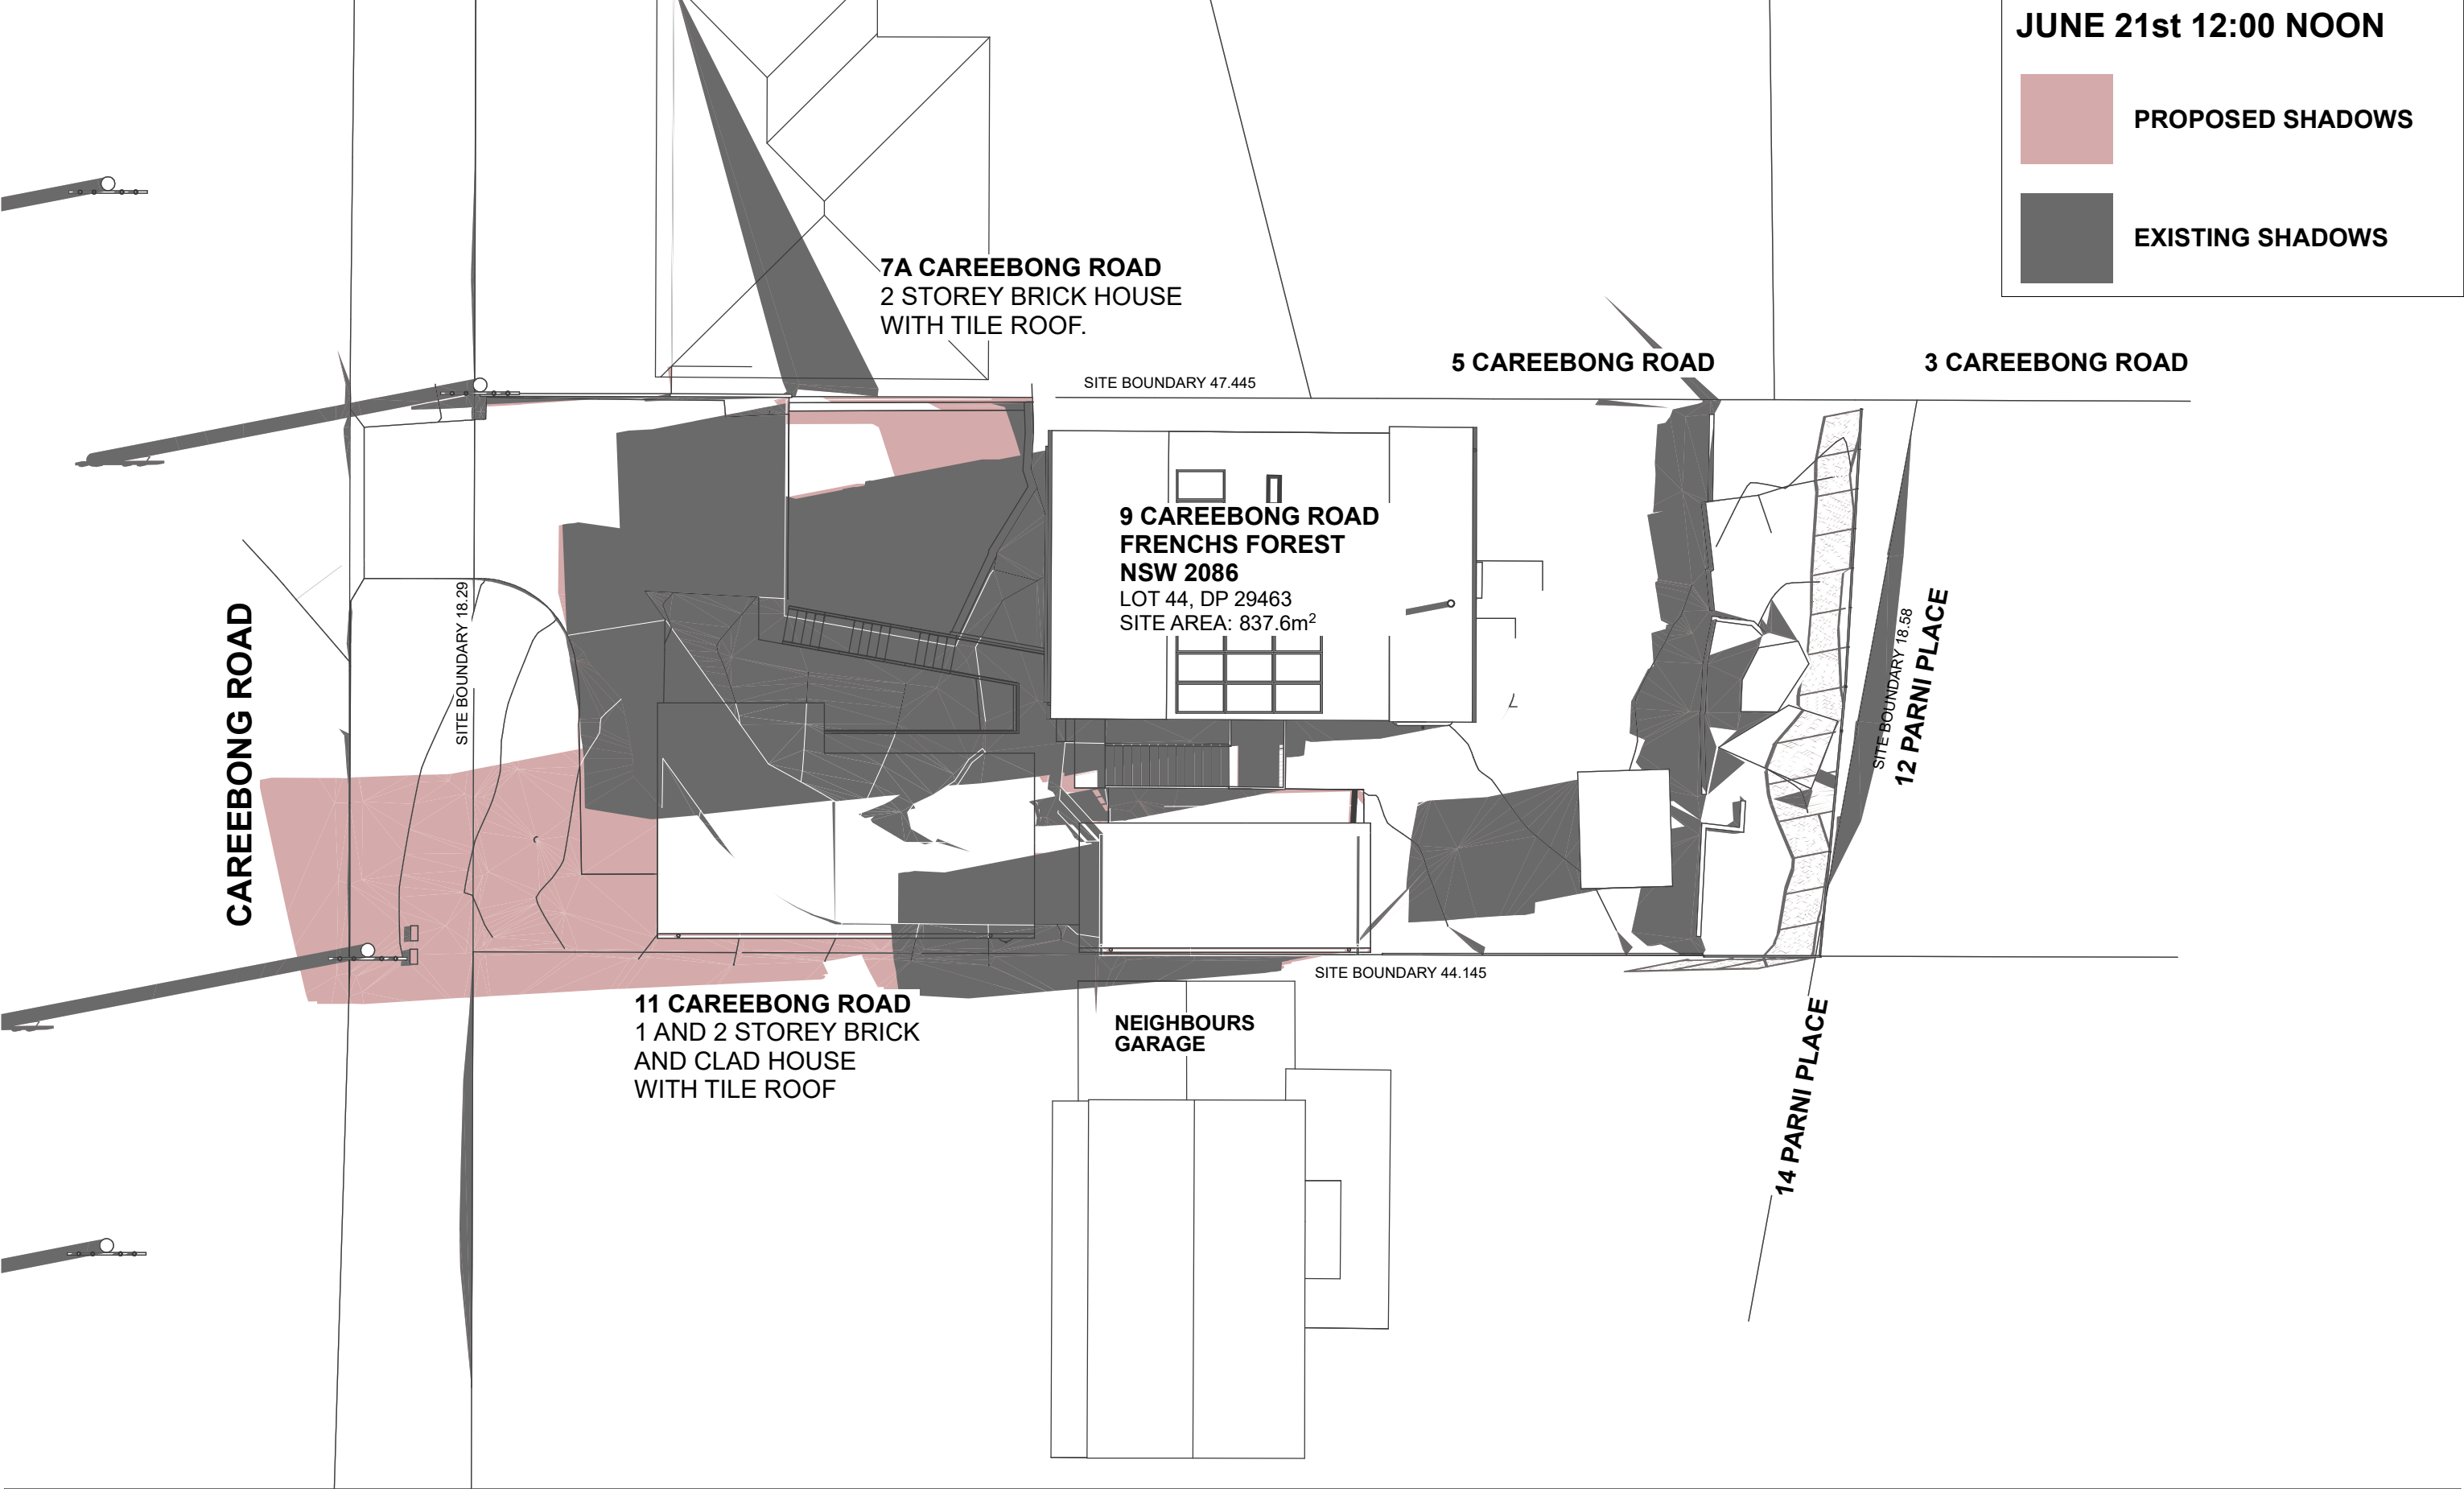 JUNE 21st 12:00 NOON
PROPOSED SHADOWS
EXISTING SHADOWS
7A CAREEBONG ROAD
2 STOREY BRICK HOUSE
WITH TILE ROOF.
SITE BOUNDARY 47.445
5 CAREEBONG ROAD
3 CAREEBONG ROAD
9 CAREEBONG ROAD
FRENCHS FOREST
NSW 2086
LOT 44, DP 29463
SITE AREA: 837.6m²
CAREEBONG ROAD
SITE BOUNDARY 18.29
SITE BOUNDARY 18.58
12 PARNI PLACE
SITE BOUNDARY 44.145
11 CAREEBONG ROAD
1 AND 2 STOREY BRICK
AND CLAD HOUSE
WITH TILE ROOF
NEIGHBOURS
GARAGE
14 PARNI PLACE